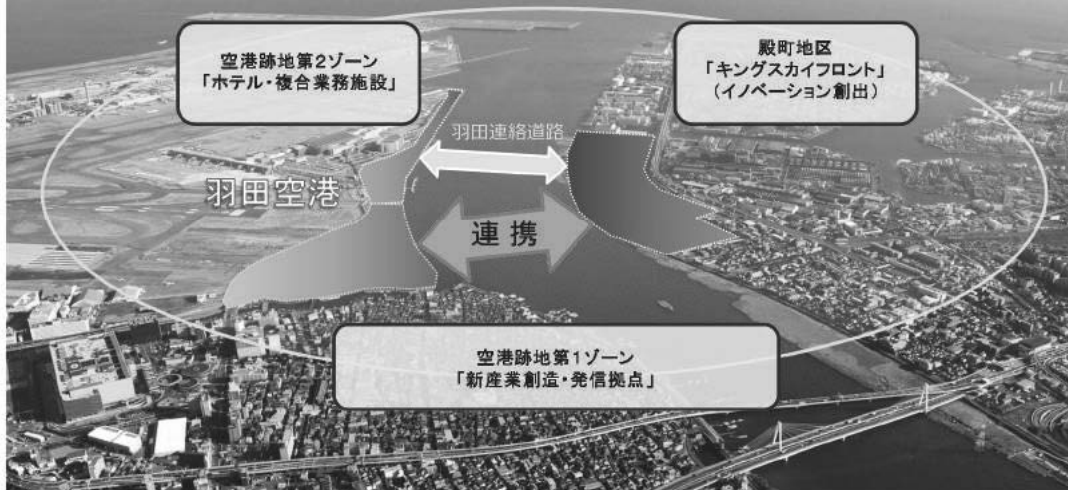 空港跡地第2ゾーン
「ホテル・複合業務施設」
殿町地区
「キングスカイフロント」
(イノベーション創出)
羽田連絡道路
羽田空港
連携
空港跡地第1ゾーン
「新産業創造・発信拠点」